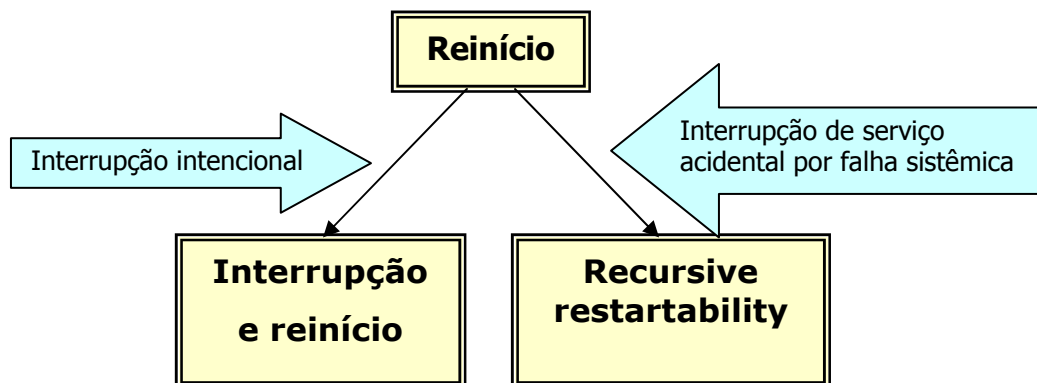 Reinício
Interrupção intencional
Interrupção de serviço
acidental por falha sistêmica
Interrupção
e reinício
Recursive
restartability